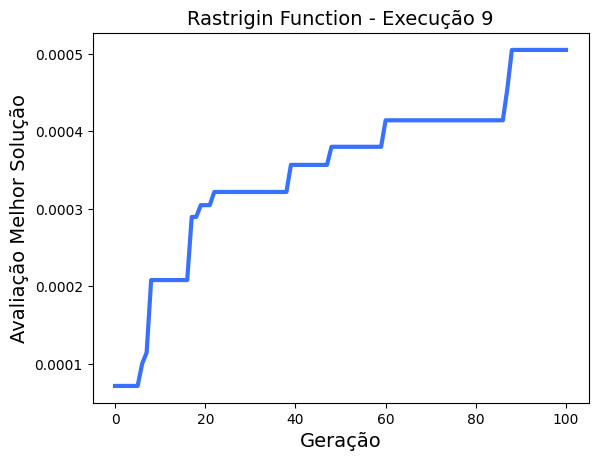 Rastrigin Function - Execução 9
Avaliação Melhor Solução
0.0005
0.0004
0.0003
0.0002
0.0001
0 20 40 60 80 100
Geração